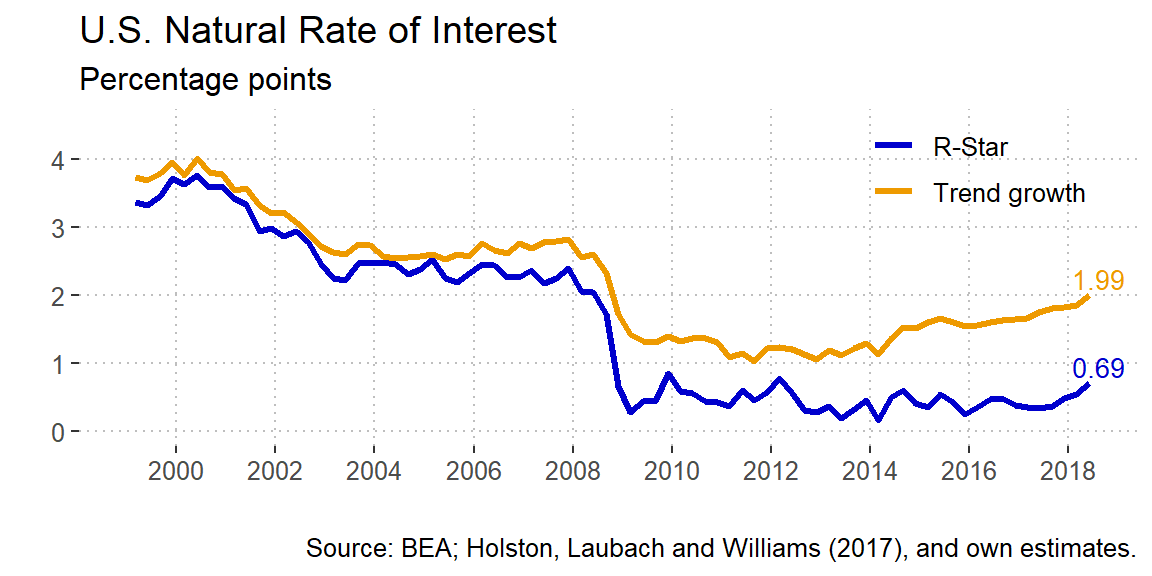 U.S. Natural Rate of Interest
Percentage points
R-Star
Trend growth
4
3
2
1
0
1.99
0.69
2000 2002 2004 2006 2008 2010 2012 2014 2016 2018
Source: BEA; Holston, Laubach and Williams (2017), and own estimates.